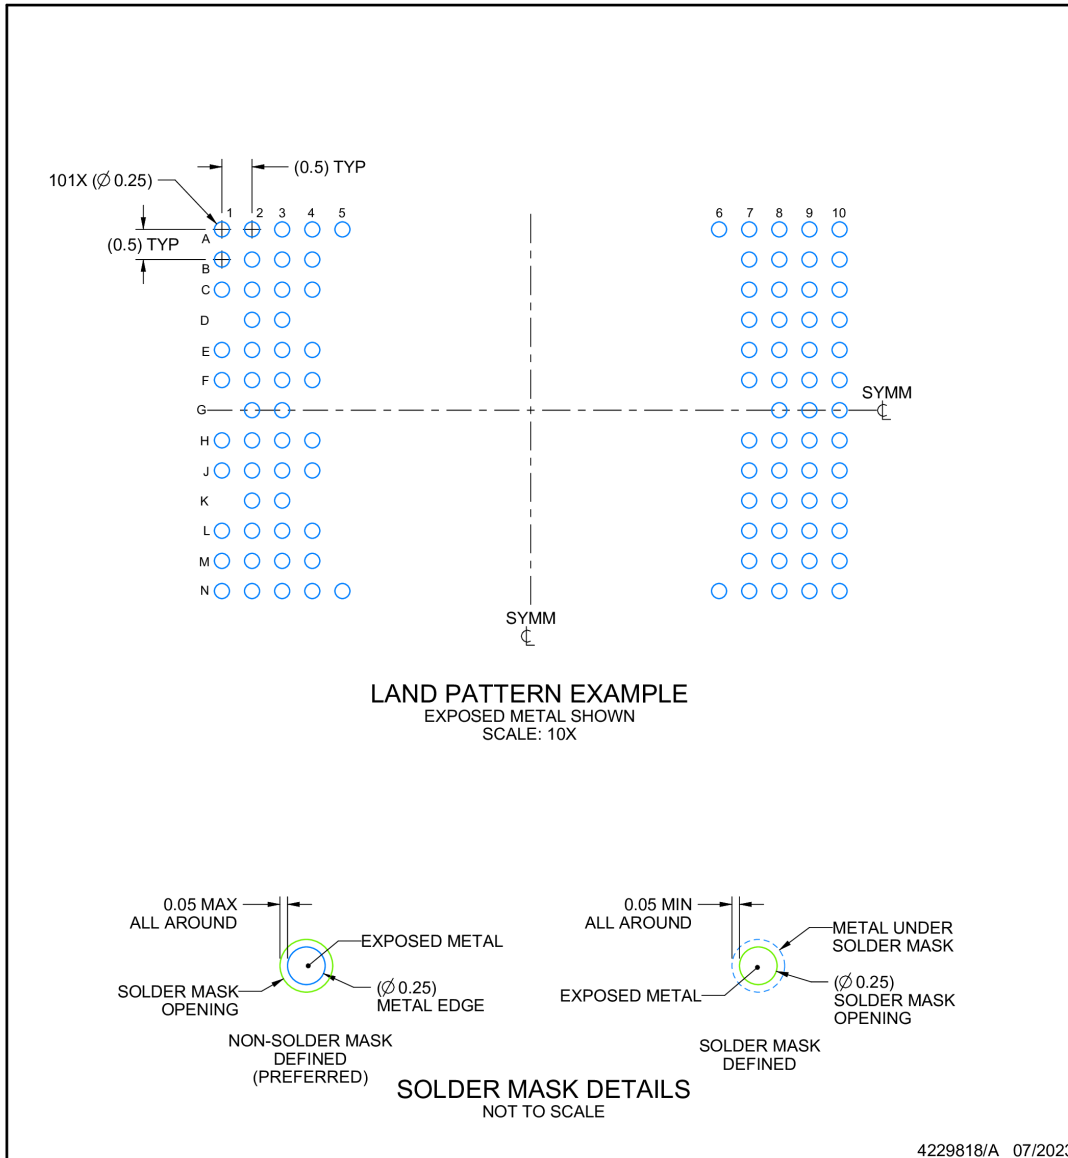 (0.5) TYP
101X (∅ 0.25)
1 2 3 4 5 6 7 8 9 10
A
(0.5) TYP
B
C
D
E
F
SYMM
G
℄
H
J
K
L
M
N
SYMM
℄
LAND PATTERN EXAMPLE
EXPOSED METAL SHOWN
SCALE: 10X
0.05 MAX
ALL AROUND
EXPOSED METAL
SOLDER MASK
OPENING
(∅ 0.25)
METAL EDGE
NON-SOLDER MASK
DEFINED
(PREFERRED)
0.05 MIN
ALL AROUND
METAL UNDER
SOLDER MASK
EXPOSED METAL
(∅ 0.25)
SOLDER MASK
OPENING
SOLDER MASK
DEFINED
SOLDER MASK DETAILS
NOT TO SCALE
4229818/A 07/2023